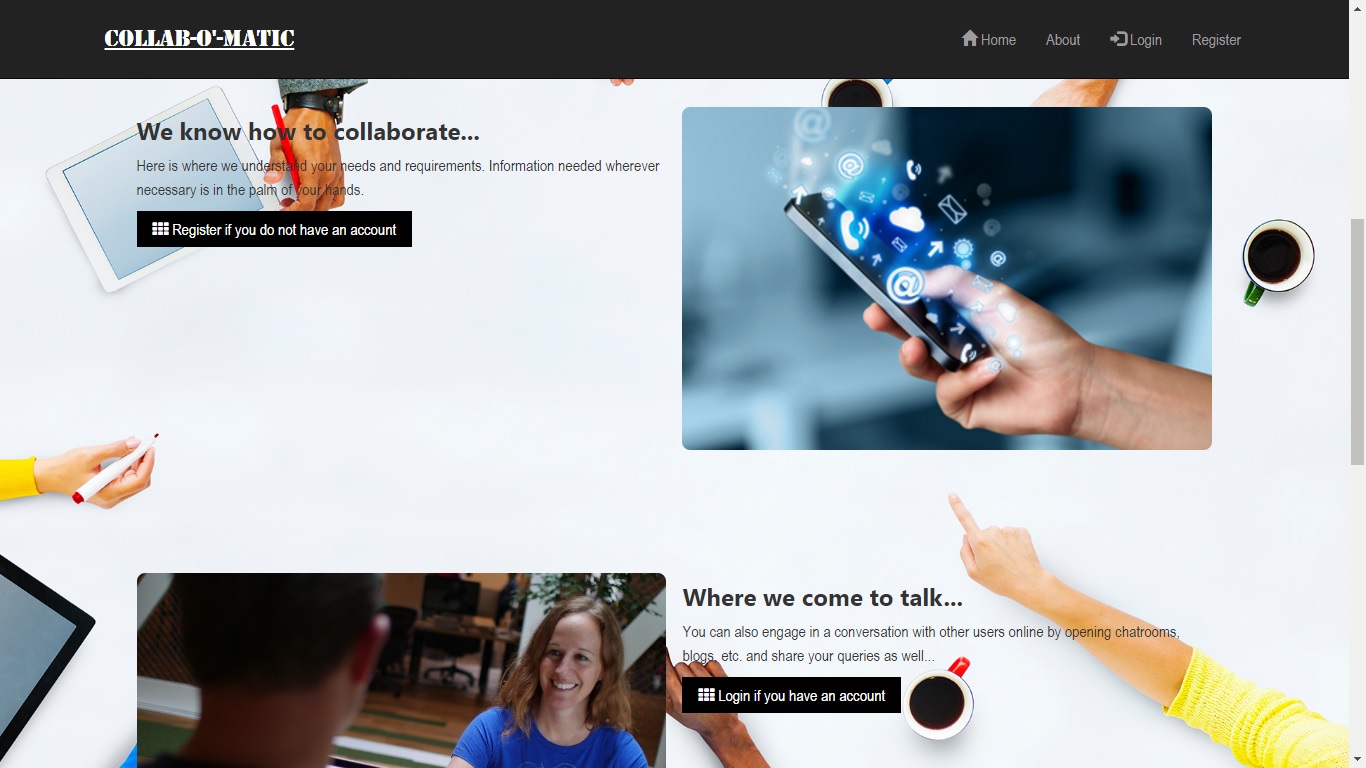 COLLAB-O'-MATIC
Home About Login Register
We know how to collaborate...
Here is where we understand your needs and requirements. Information needed wherever
necessary is in the palm of your hands.
Register if you do not have an account
Where we come to talk...
You can also engage in a conversation with other users online by opening chatrooms,
blogs, etc. and share your queries as well...
Login if you have an account